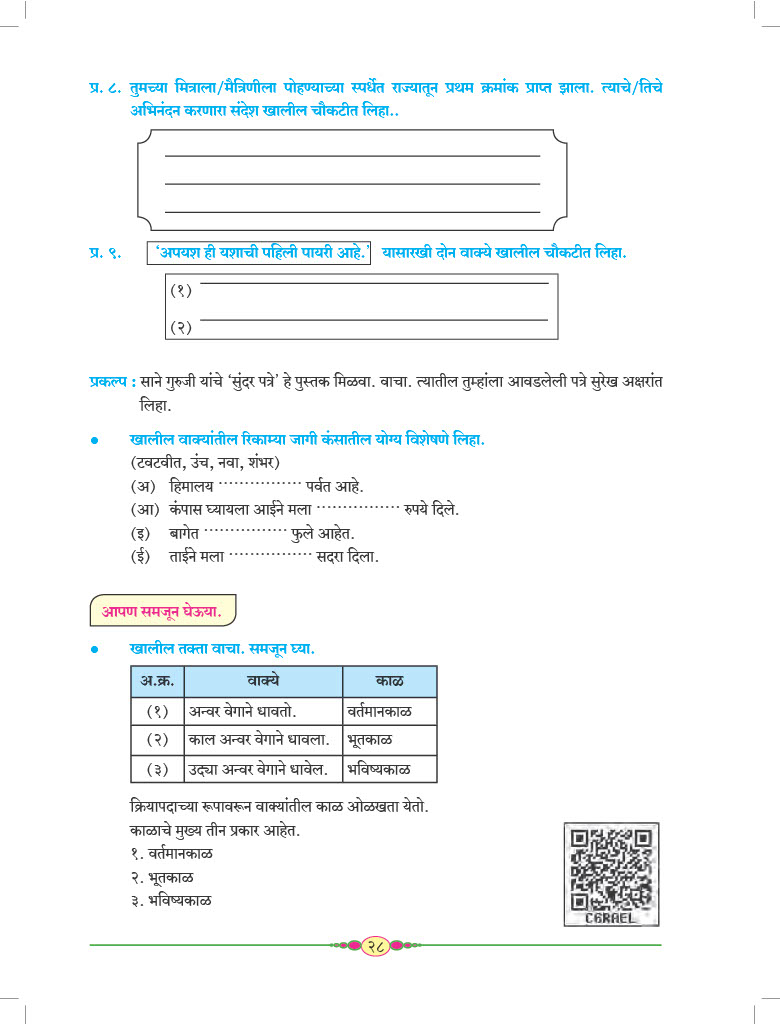 प्र. ८. तुमच्या मित्राला/मैत्रिणीला पोहण्याच्या स्पर्धेत राज्यातून प्रथम क्रमांक प्राप्त झाला. त्याचे/तिचे
अभिनंदन करणारा संदेश खालील चौकटीत लिहा..
प्र. ९. ‘अपयश ही यशाची पहिली पायरी आहे.’ यासारखी दोन वाक्ये खालील चौकटीत लिहा.
(१)
(२)
प्रकल्प : साने गुरुजी यांचे ‘सुंदर पत्रे’ हे पुस्तक मिळवा. वाचा. त्यातील तुम्हांला आवडलेली पत्रे सुरेख अक्षरांत
लिहा.
● खालील वाक्यांतील रिकाम्या जागी कंसातील योग्य विशेषणे लिहा.
(टवटवीत, उंच, नवा, शंभर)
(अ) हिमालय ................ पर्वत आहे.
(आ) कंपास घ्यायला आईने मला ................ रुपये दिले.
(इ) बागेत ................ फुले आहेत.
(ई) ताईने मला ................ सदरा दिला.
आपण समजून घेऊया.
● खालील तक्ता वाचा. समजून घ्या.
अ.क्र. वाक्ये काळ
(१) अन्वर वेगाने धावतो. वर्तमानकाळ
(२) काल अन्वर वेगाने धावला. भूतकाळ
(३) उद्या अन्वर वेगाने धावेल. भविष्यकाळ
क्रियापदाच्या रूपावरून वाक्यांतील काळ ओळखता येतो.
काळाचे मुख्य तीन प्रकार आहेत.
१. वर्तमानकाळ
२. भूतकाळ
३. भविष्यकाळ
C6RAEL
२८